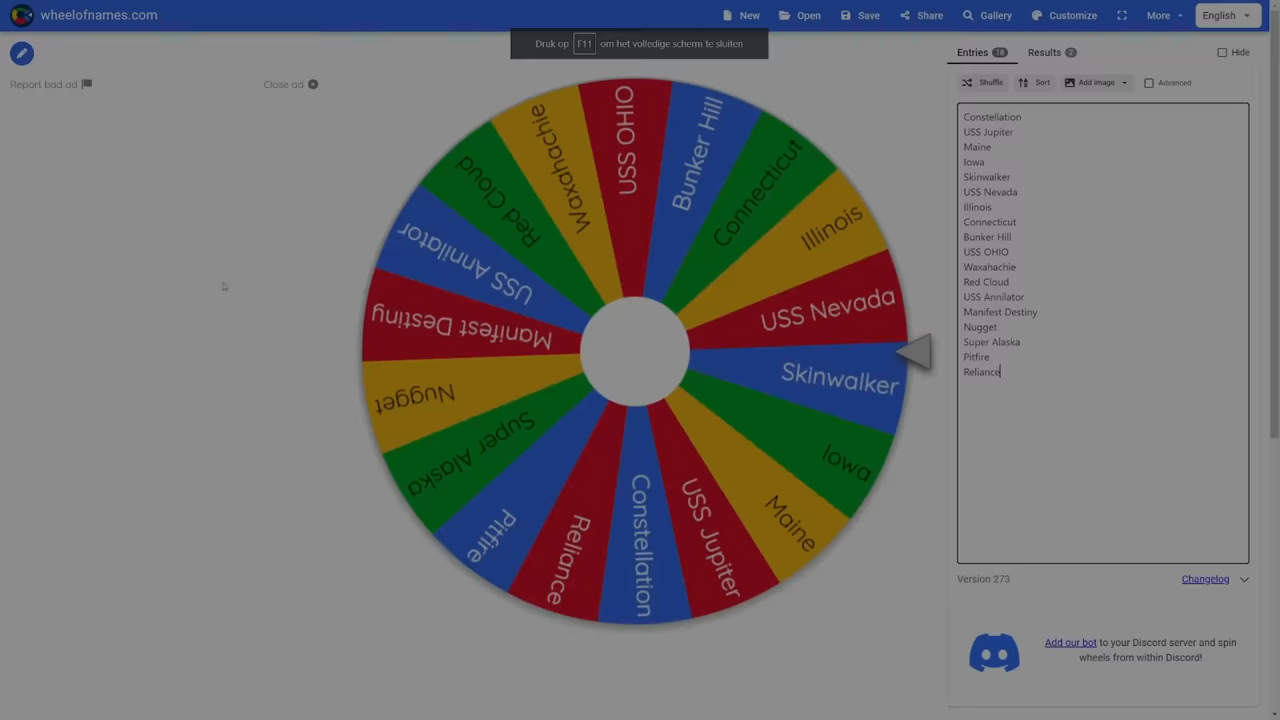 wheelofnames.com
New
Open
Save
Share
Gallery
Customize
More
English
Druk op F11 om het volledige scherm te sluiten
Report bad ad
Close ad
Entries 18
Results 2
Hide
Shuffle
Sort
Add image
Advanced
Constellation
USS Jupiter
Maine
Iowa
Skinwalker
USS Nevada
Illinois
Connecticut
Bunker Hill
USS OHIO
Waxahachie
Red Cloud
USS Annilator
Manifest Destiny
Nugget
Super Alaska
Pitfire
Reliance
USS OHIO
Bunker Hill
Connecticut
Illinois
USS Nevada
Skinwalker
Iowa
Maine
USS Jupiter
Constellation
Reliance
Pitfire
Super Alaska
Nugget
Manifest Destiny
USS Annilator
Red Cloud
Waxahachie
Version 273
Changelog
Add our bot to your Discord server and spin
wheels from within Discord!